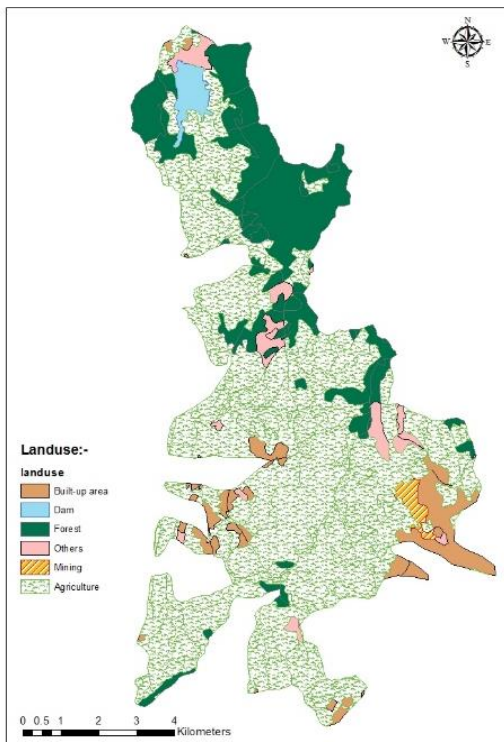 N
W E
S
Landuse:-
landuse
Built-up area
Dam
Forest
Others
Mining
Agriculture
0 0.5 1 2 3 4
Kilometers